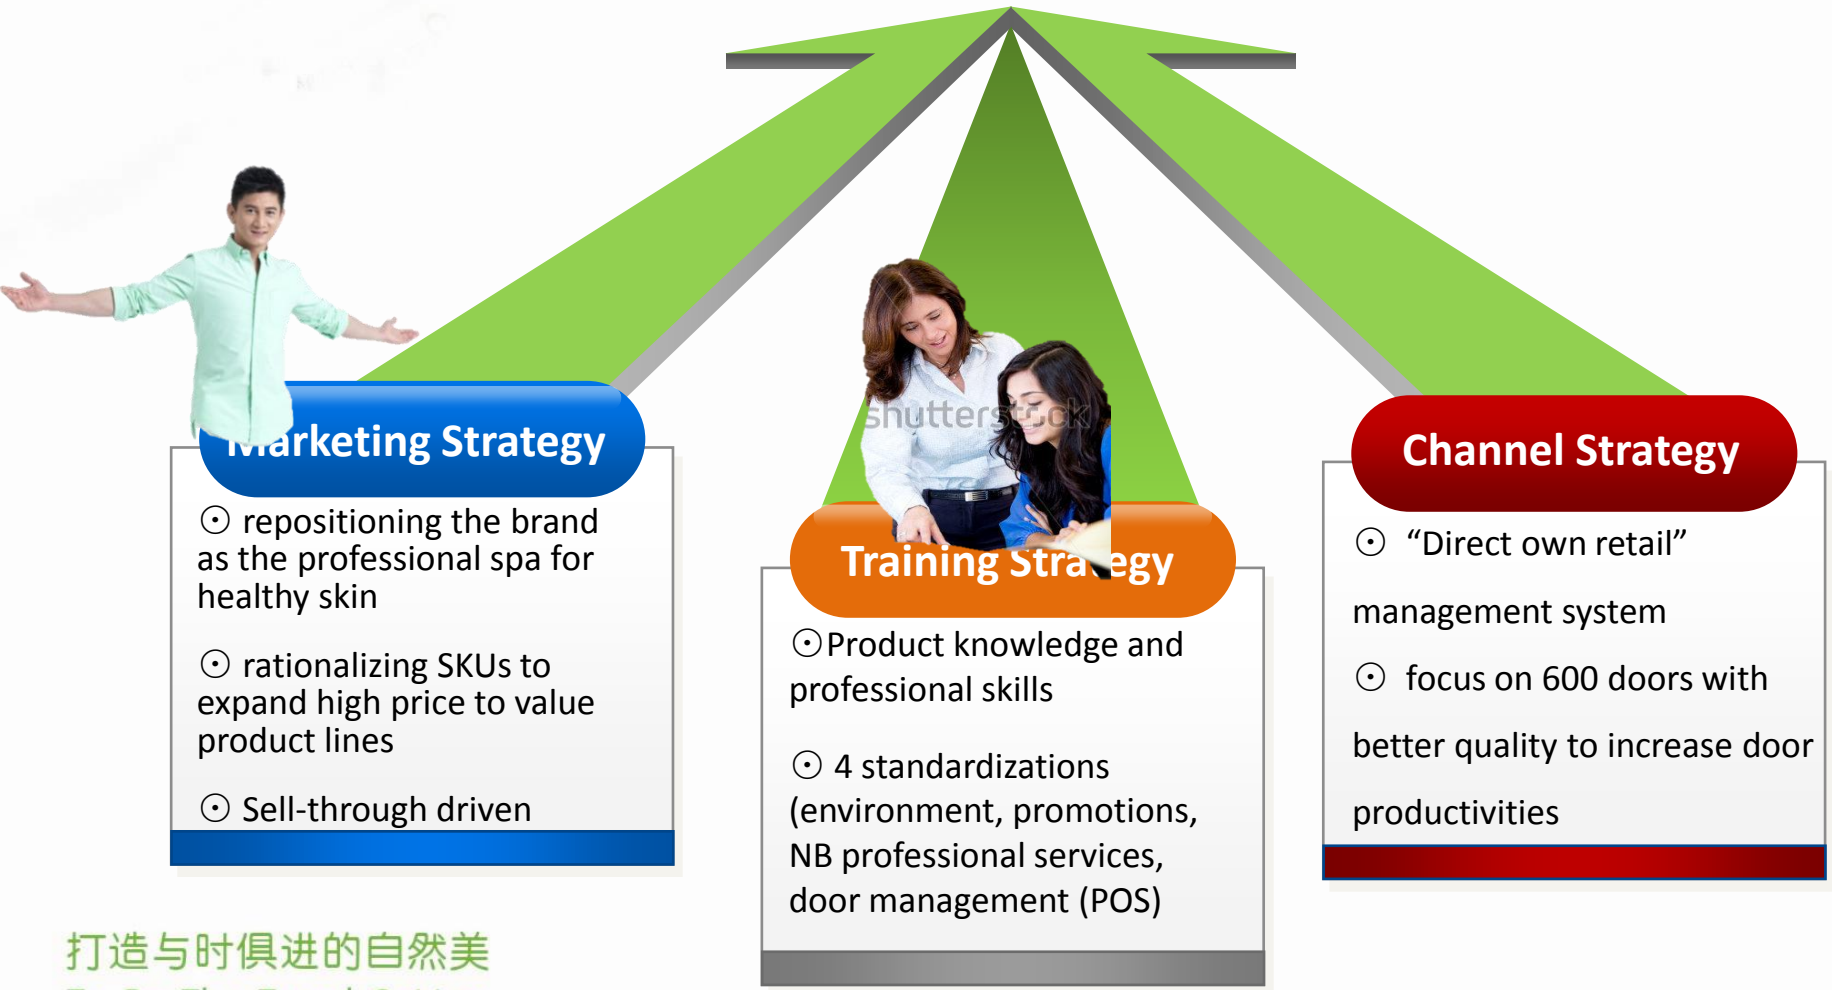 Marketing Strategy
⊙ repositioning the brand
as the professional spa for
healthy skin
⊙ rationalizing SKUs to
expand high price to value
product lines
⊙ Sell-through driven
shutterstock
Training Strategy
⊙Product knowledge and
professional skills
⊙ 4 standardizations
(environment, promotions,
NB professional services,
door management (POS)
Channel Strategy
⊙ “Direct own retail”
management system
⊙ focus on 600 doors with
better quality to increase door
productivities
打造与时俱进的自然美